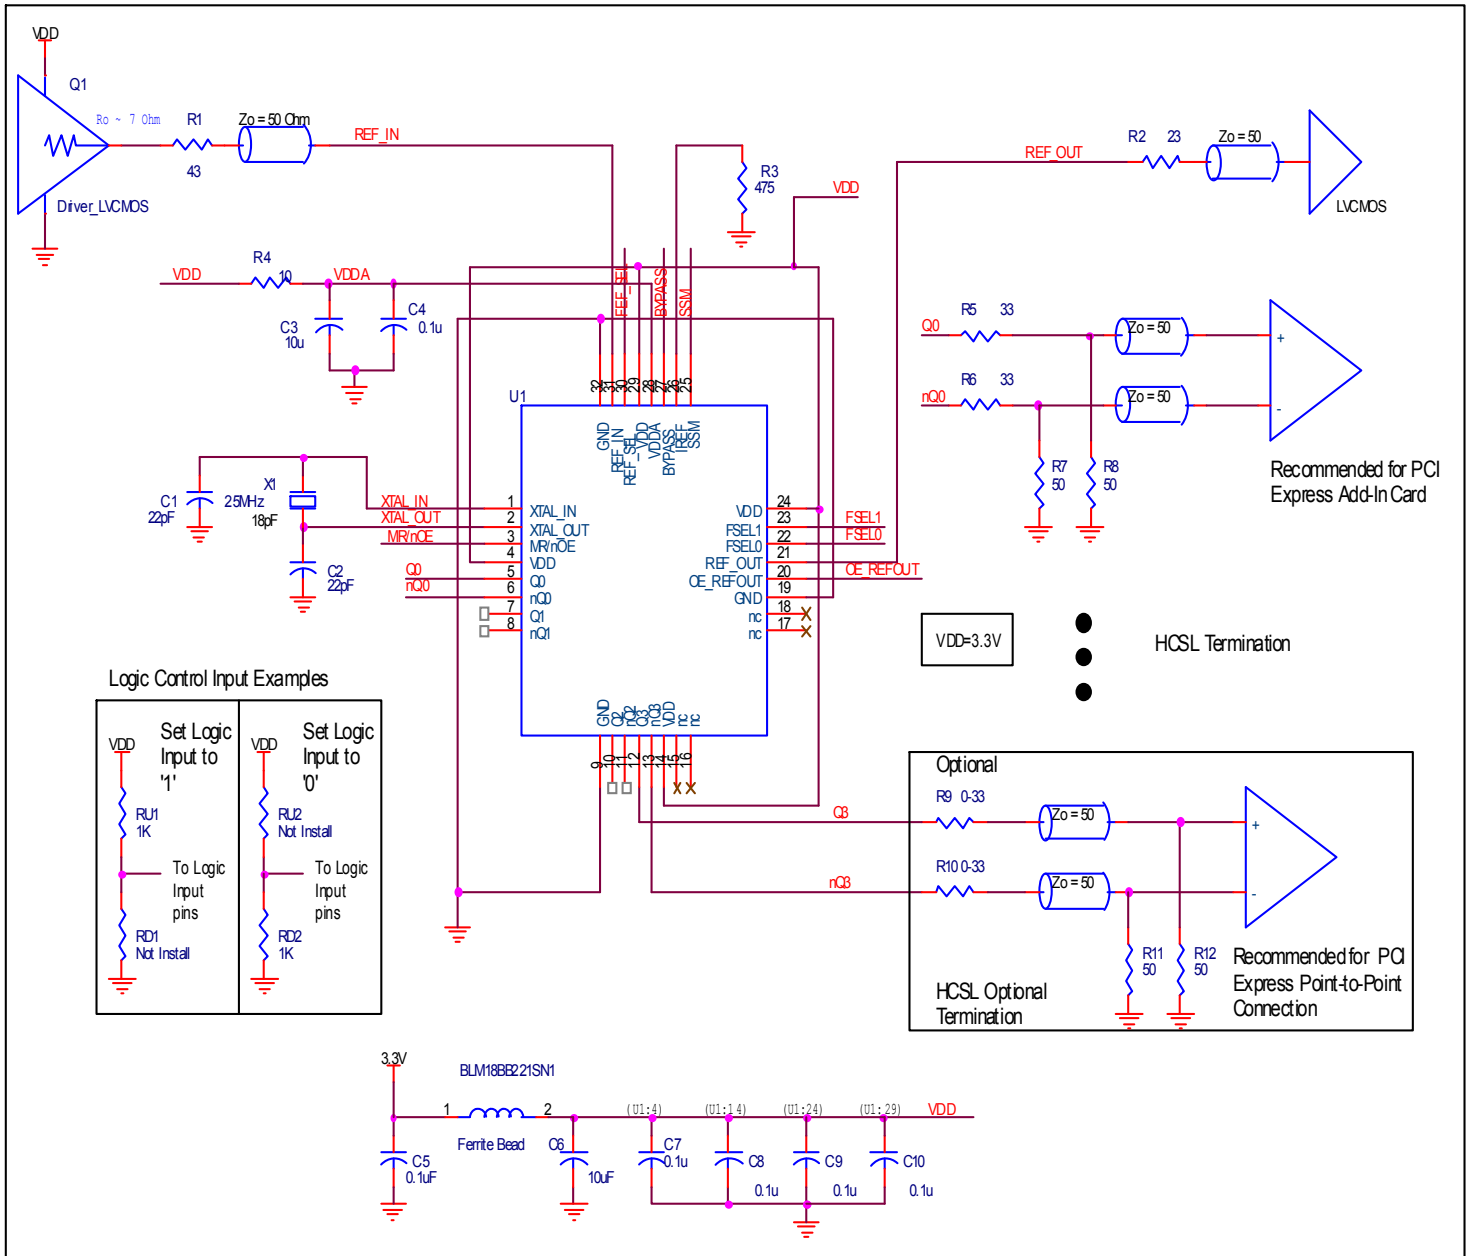 VDD
Q1
Ro ~ 7 Ohm
R1
43
Zo = 50 Ohm
REF_IN
Driver_LVCMOS
R3
475
VDD
REF_OUT
R2 23
Zo = 50
LVCMOS
VDD
R4
10
VDDA
C3
10u
C4
0.1u
BYPASS
SSM
Q0
R5 33
Zo = 50
+
nQ0
R6 33
Zo = 50
-
R7
50
R8
50
Recommended for PCI
Express Add-In Card
U1
32
31
30
29
28
27
26
25
GND
REF_IN
REF_SEL
VDD
VDDA
BYPASS
IREF
SSM
C1
22pF
X1
25MHz
18pF
C2
22pF
XTAL_IN
XTAL_OUT
MR/nOE
Q0
nQ0
1 XTAL_IN
2 XTAL_OUT
3 MR/nOE
4 VDD
5 Q0
6 nQ0
7 Q1
8 nQ1
VDD 24
FSEL1 23
FSEL0 22
REF_OUT 21
OE_REFOUT 20
GND 19
nc 18
nc 17
FSEL1
FSEL0
OE_REFOUT
GND
Q2
nQ2
Q3
nQ3
VDD
nc
nc
9
10
11
12
13
14
15
16
VDD=3.3V
HCSL Termination
Logic Control Input Examples
VDD
Set Logic
Input to
'1'
RU1
1K
To Logic
Input
pins
RD1
Not Install
VDD
Set Logic
Input to
'0'
RU2
Not Install
To Logic
Input
pins
RD2
1K
Optional
Q3
R9 0-33
Zo = 50
+
nQ3
R10 0-33
Zo = 50
-
R11
50
R12
50
HCSL Optional
Termination
Recommended for PCI
Express Point-to-Point
Connection
3.3V
BLM18BB221SN1
1
2
Ferrite Bead
C5
0.1uF
C6
10uF
(U1:4)
(U1:14)
(U1:24)
(U1:29)
VDD
C7
0.1u
C8
0.1u
C9
0.1u
C10
0.1u